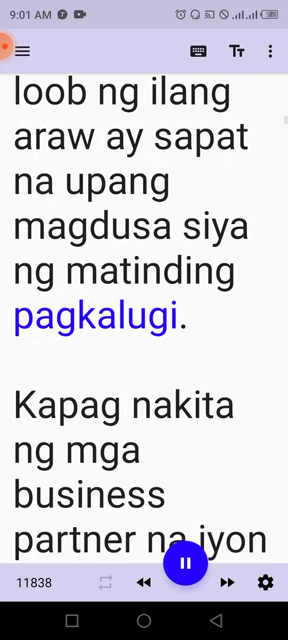 9:01 AM
loob ng ilang
araw ay sapat
na upang
magdusa siya
ng matinding
pagkalugi.
Kapag nakita
ng mga
business
partner na iyon
11838